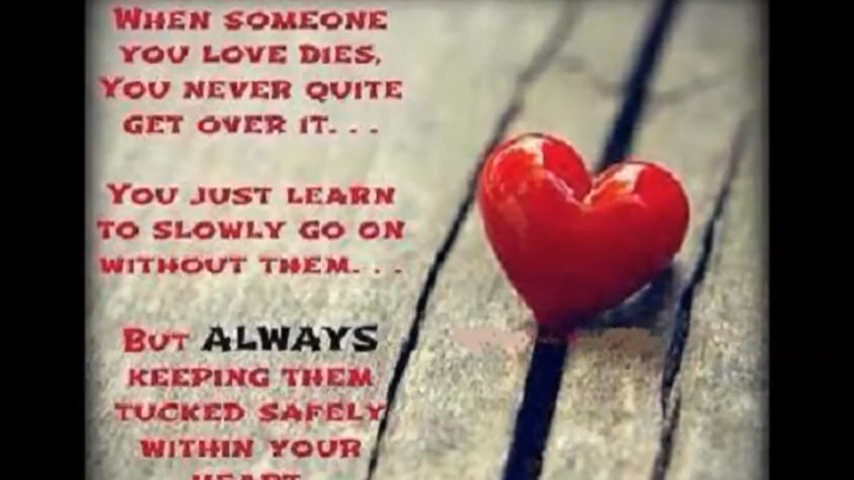 WHEN SOMEONE
YOU LOVE DIES,
YOU NEVER QUITE
GET OVER IT. . .
YOU JUST LEARN
TO SLOWLY GO ON
WITHOUT THEM. . .
BUT ALWAYS
KEEPING THEM
TUCKED SAFELY
WITHIN YOUR
HEART